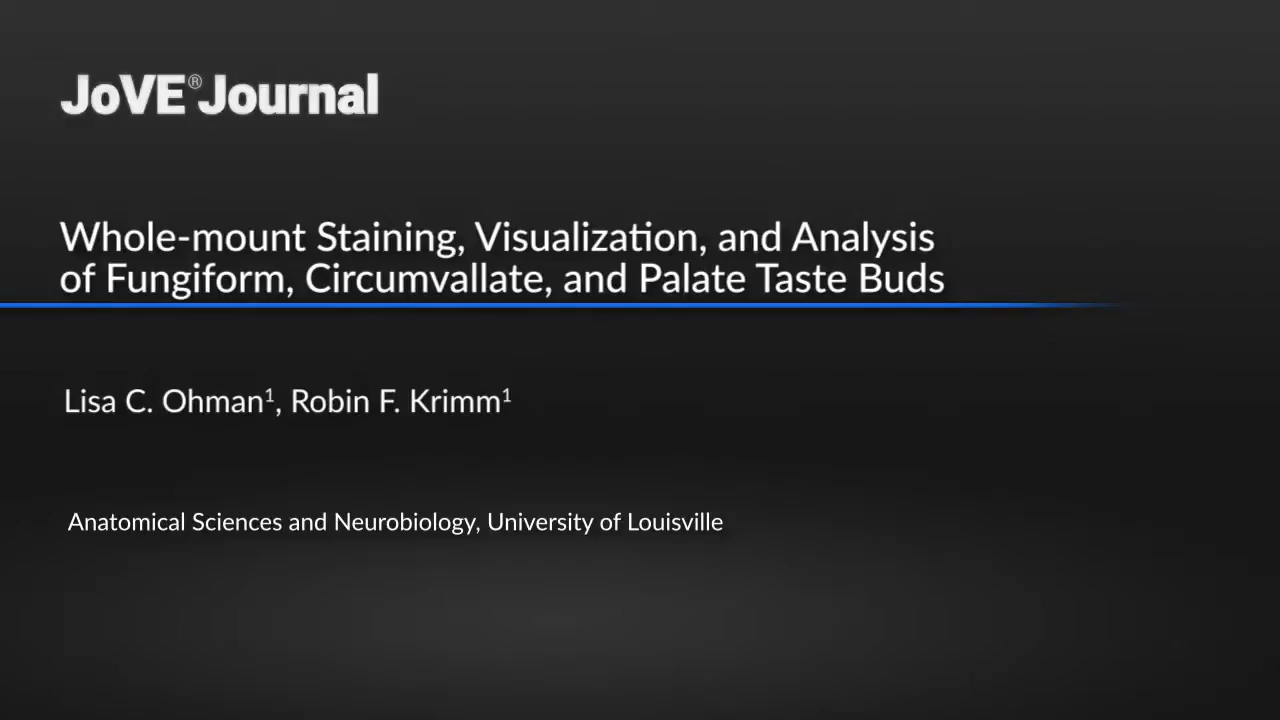 JoVE® Journal
Whole-mount Staining, Visualization, and Analysis
of Fungiform, Circumvallate, and Palate Taste Buds
Lisa C. Ohman¹, Robin F. Krimm¹
Anatomical Sciences and Neurobiology, University of Louisville